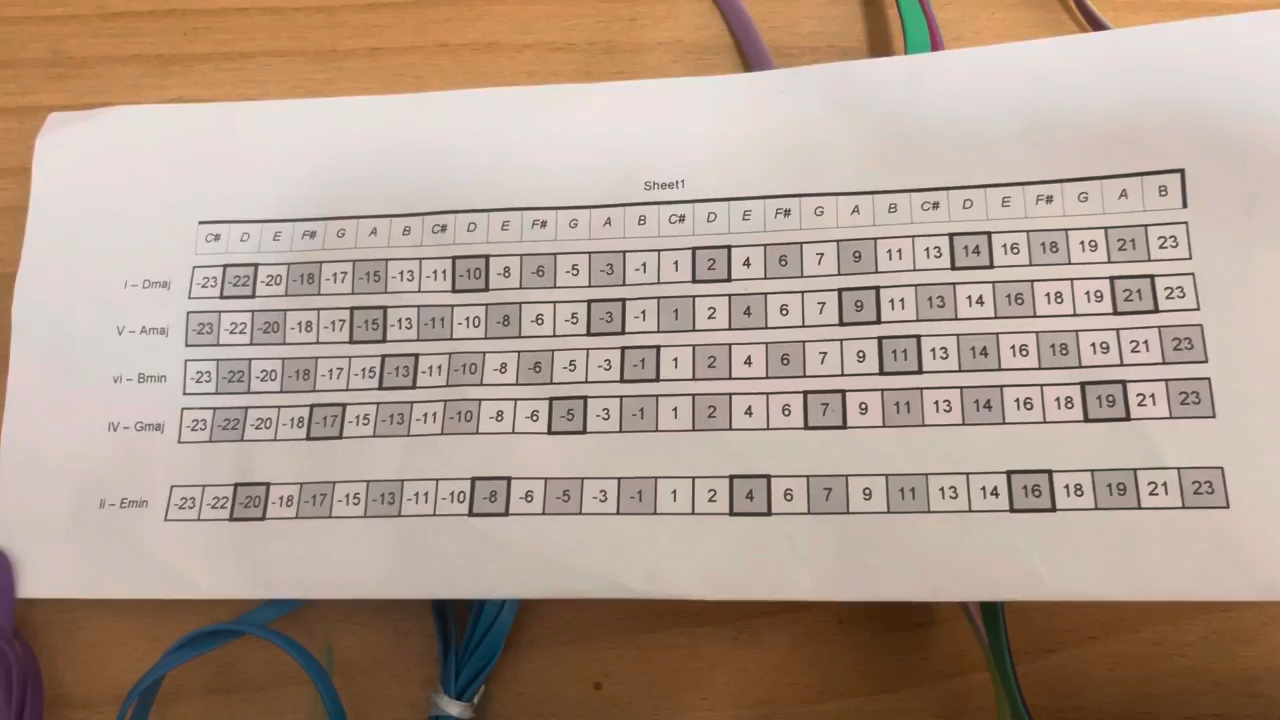 Sheet1
C# D E F# G A B C# D E F# G A B C# D E F# G A B C# D E F# G A B
I – Dmaj -23 -22 -20 -18 -17 -15 -13 -11 -10 -8 -6 -5 -3 -1 1 2 4 6 7 9 11 13 14 16 18 19 21 23
V – Amaj -23 -22 -20 -18 -17 -15 -13 -11 -10 -8 -6 -5 -3 -1 1 2 4 6 7 9 11 13 14 16 18 19 21 23
vi – Bmin -23 -22 -20 -18 -17 -15 -13 -11 -10 -8 -6 -5 -3 -1 1 2 4 6 7 9 11 13 14 16 18 19 21 23
IV – Gmaj -23 -22 -20 -18 -17 -15 -13 -11 -10 -8 -6 -5 -3 -1 1 2 4 6 7 9 11 13 14 16 18 19 21 23
Ii – Emin -23 -22 -20 -18 -17 -15 -13 -11 -10 -8 -6 -5 -3 -1 1 2 4 6 7 9 11 13 14 16 18 19 21 23